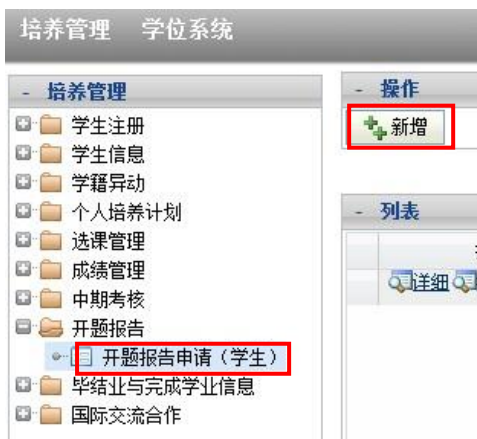 培养管理 学位系统
- 培养管理
学生注册
学生信息
学籍异动
个人培养计划
选课管理
成绩管理
中期考核
开题报告
开题报告申请（学生）
毕结业与完成学业信息
国际交流合作
- 操作
新增
- 列表
详细